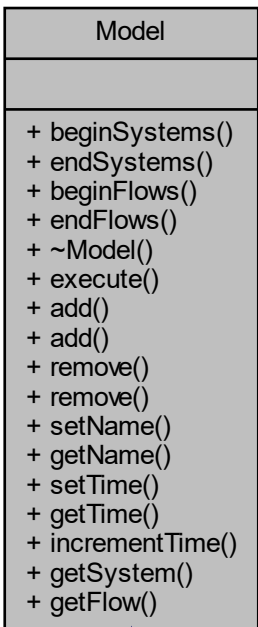 Model
+ beginSystems()
+ endSystems()
+ beginFlows()
+ endFlows()
+ ~Model()
+ execute()
+ add()
+ add()
+ remove()
+ remove()
+ setName()
+ getName()
+ setTime()
+ getTime()
+ incrementTime()
+ getSystem()
+ getFlow()